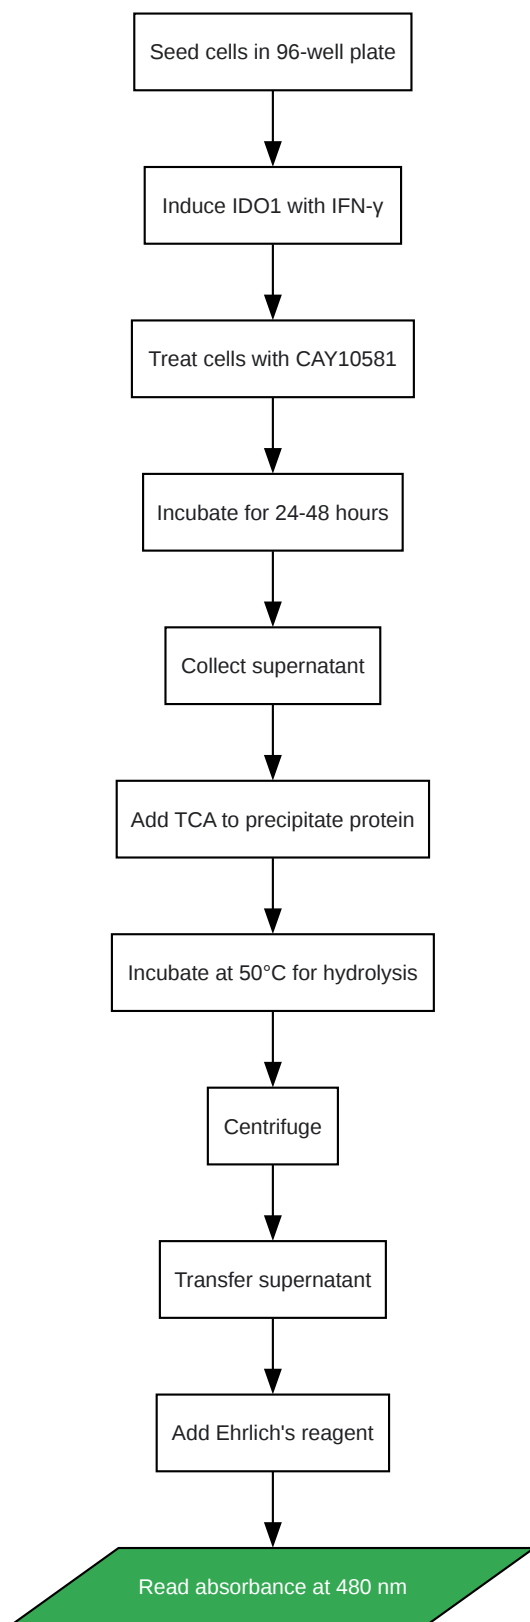 Seed cells in 96-well plate
Induce IDO1 with IFN-γ
Treat cells with CAY10581
Incubate for 24-48 hours
Collect supernatant
Add TCA to precipitate protein
Incubate at 50°C for hydrolysis
Centrifuge
Transfer supernatant
Add Ehrlich's reagent
Read absorbance at 480 nm